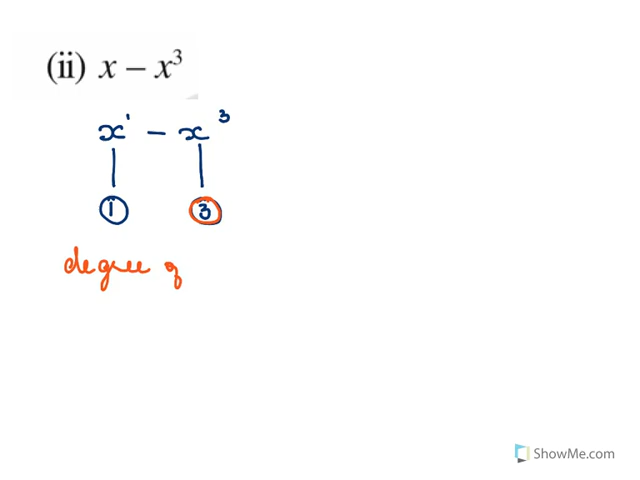 (ii) x − x³
x¹ − x³
1 3
degree of
ShowMe.com